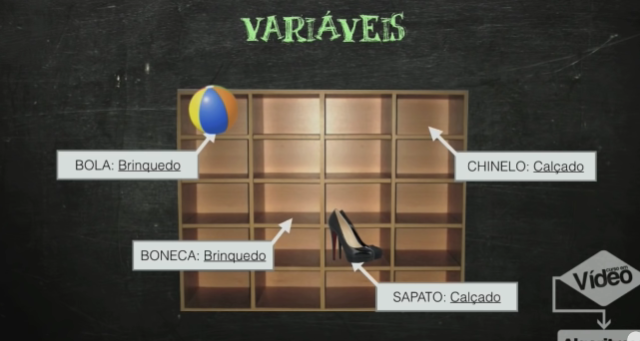 VARIÁVEIS
BOLA: Brinquedo
CHINELO: Calçado
BONECA: Brinquedo
SAPATO: Calçado
Vídeo